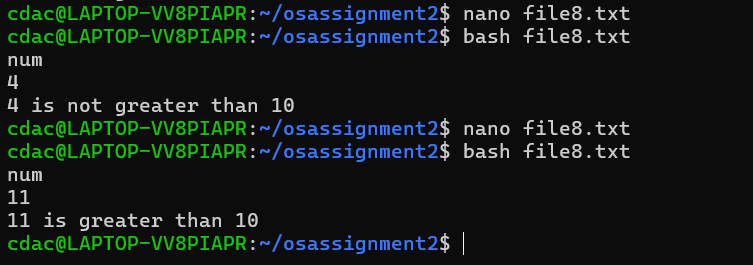 cdac@LAPTOP-VV8PIAPR:~/osassignment2$ nano file8.txt
cdac@LAPTOP-VV8PIAPR:~/osassignment2$ bash file8.txt
num
4
4 is not greater than 10
cdac@LAPTOP-VV8PIAPR:~/osassignment2$ nano file8.txt
cdac@LAPTOP-VV8PIAPR:~/osassignment2$ bash file8.txt
num
11
11 is greater than 10
cdac@LAPTOP-VV8PIAPR:~/osassignment2$